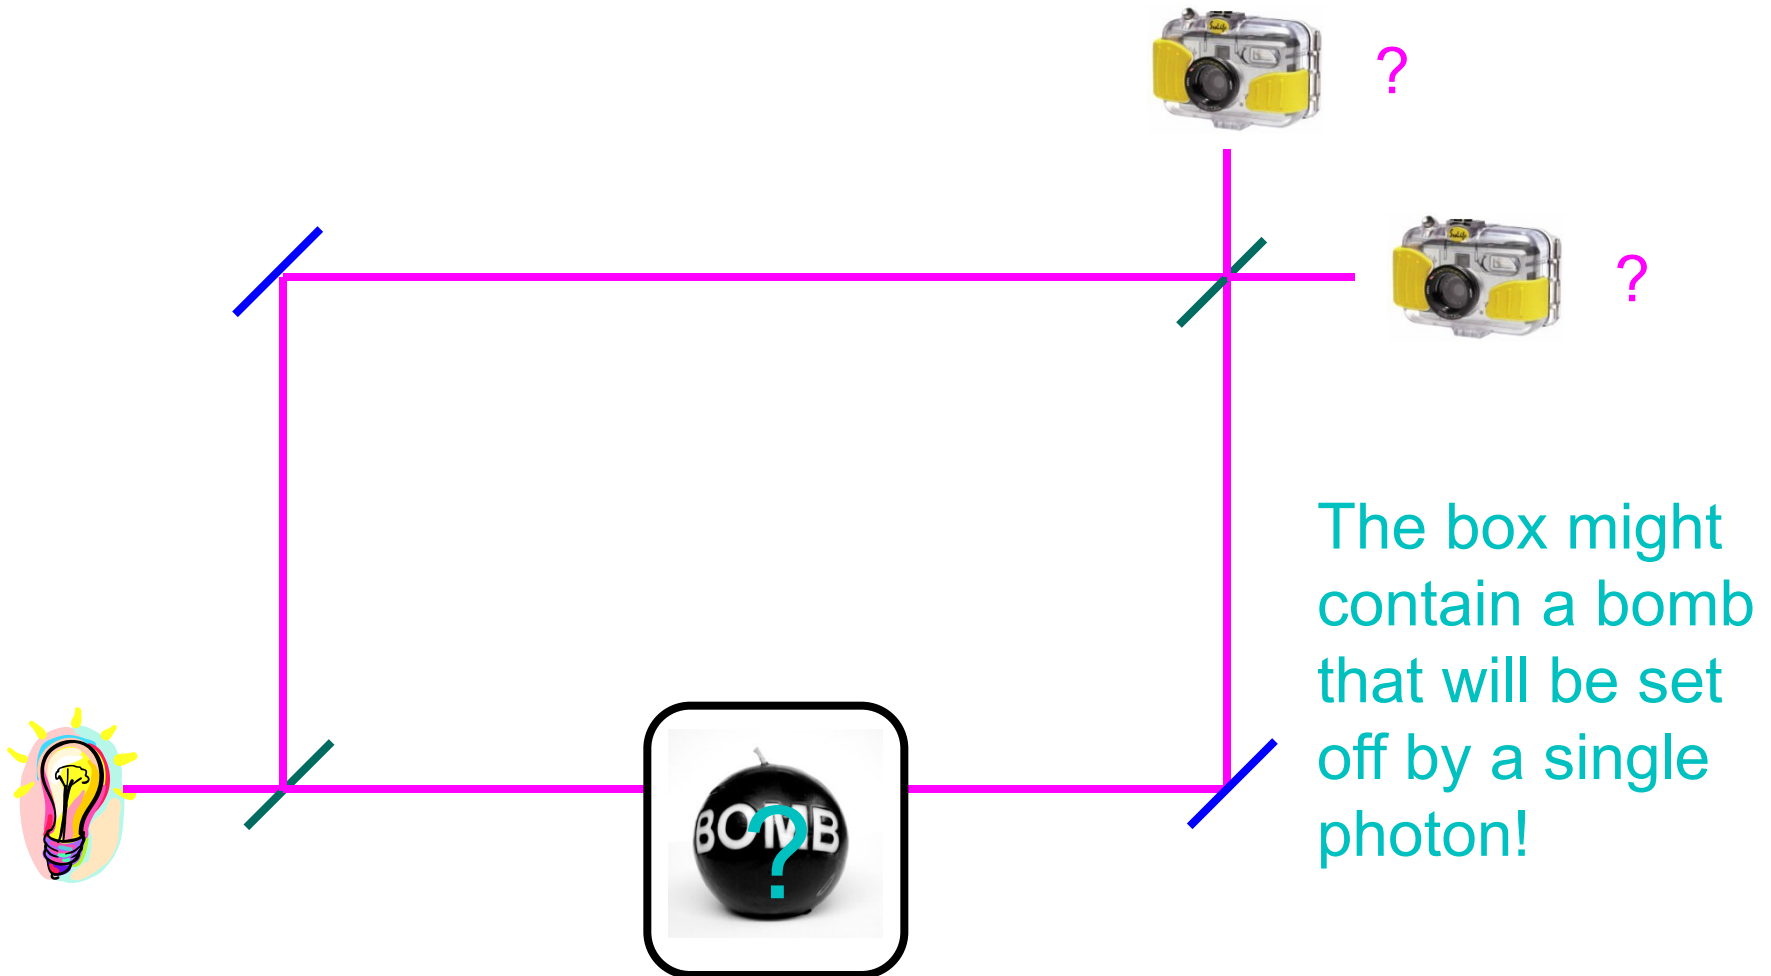 ?
?
The box might
contain a bomb
that will be set
off by a single
photon!
BOMB
?